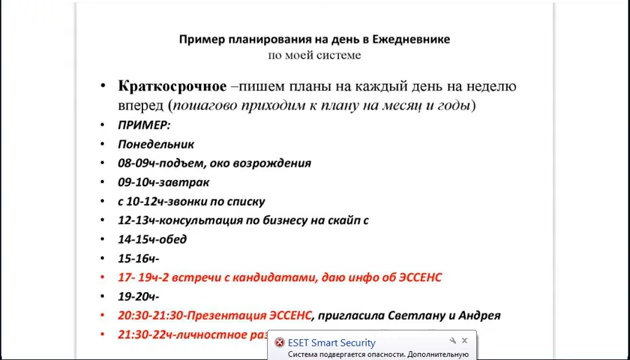 Пример планирования на день в Ежедневнике
по моей системе
• Краткосрочное –пишем планы на каждый день на неделю
вперед (пошагово приходим к плану на месяц и годы)
• ПРИМЕР:
• Понедельник
• 08-09ч-подъем, око возрождения
• 09-10ч-завтрак
• с 10-12ч-звонки по списку
• 12-13ч-консультация по бизнесу на скайп с
• 14-15ч-обед
• 15-16ч-
• 17- 19ч-2 встречи с кандидатами, даю инфо об ЭССЕНС
• 19-20ч-
• 20:30-21:30-Презентация ЭССЕНС, пригласила Светлану и Андрея
• 21:30-22ч-личностное
ESET Smart Security
Система подвергается опасности. Дополнительную